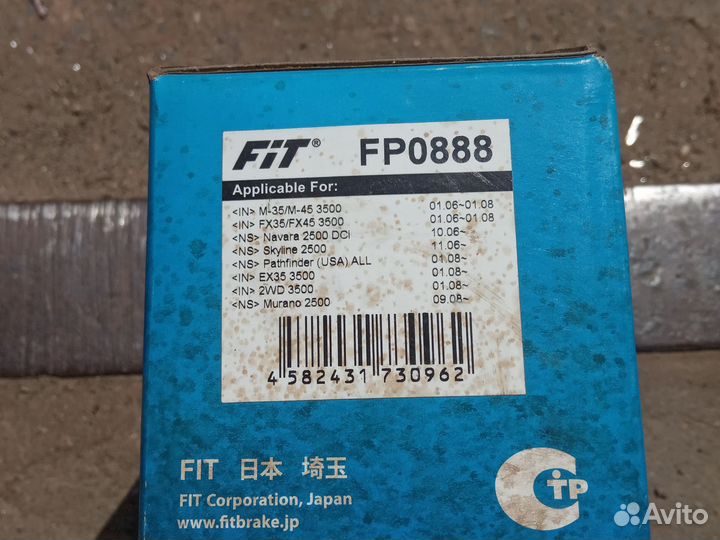 FiT® FP0888
Applicable For:
<IN> M-35/M-45 3500 01.06~01.08
<IN> FX35/FX45 3500 01.06~01.08
<NS> Navara 2500 DCI 10.06~
<NS> Skyline 2500 11.06~
<NS> Pathfinder (USA) ALL 01.08~
<IN> EX35 3500 01.08~
<IN> 2WD 3500 01.08~
<NS> Murano 2500 09.08~
4 582431 730962
FIT 日本 埼玉
FIT Corporation, Japan
www.fitbrake.jp
CTP
Avito